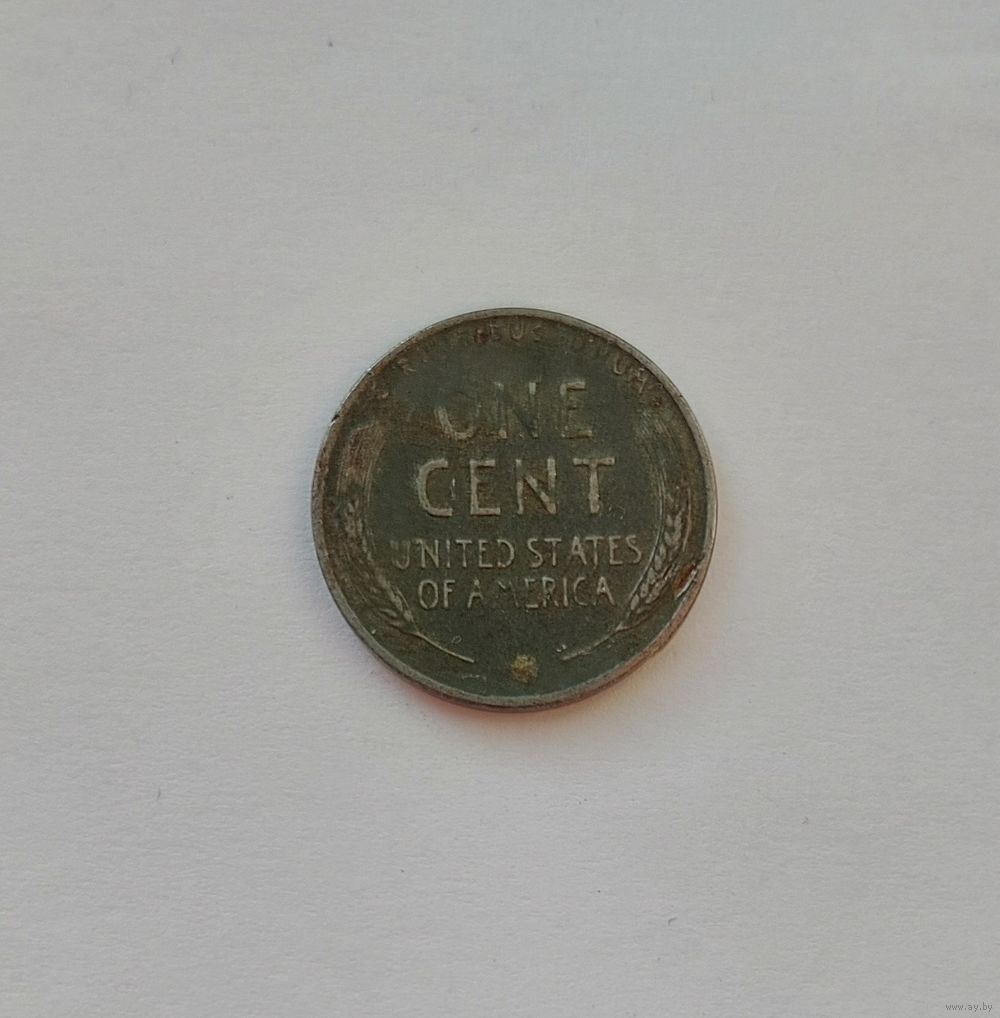 ONE
CENT
UNITED STATES
OF AMERICA
www.ay.by